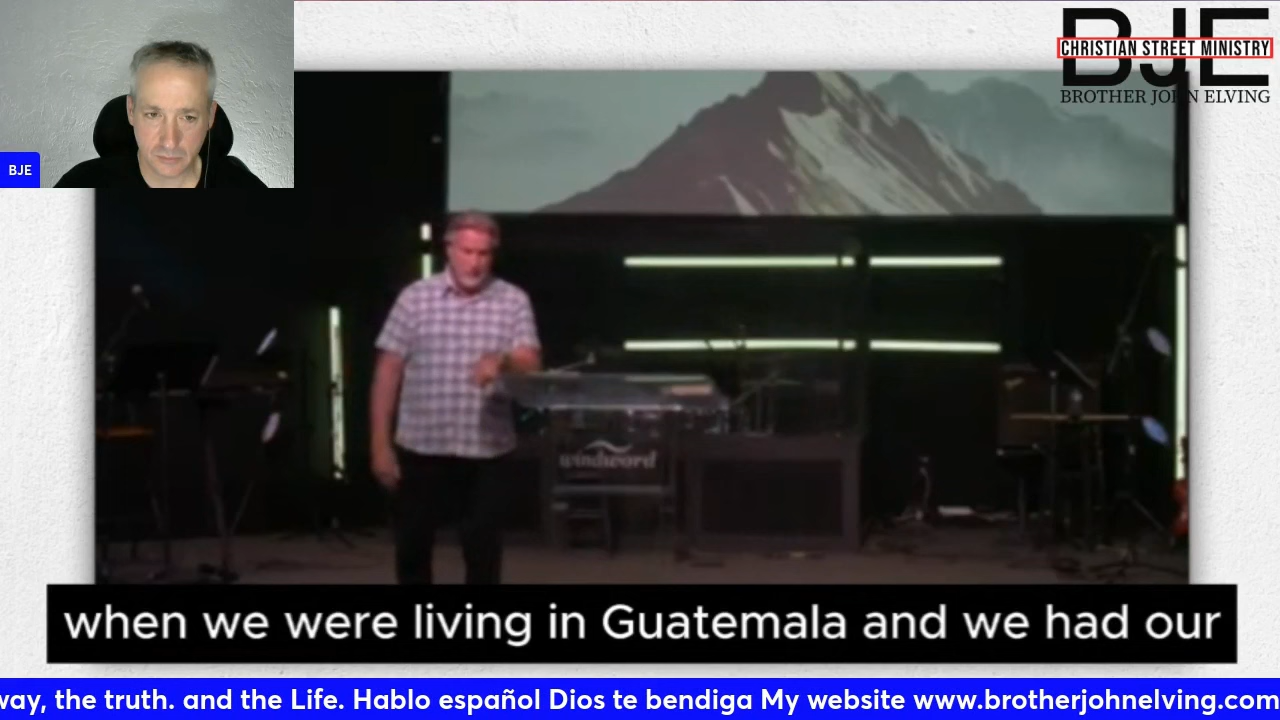 BJE
CHRISTIAN STREET MINISTRY
BROTHER JOHN ELVING
BJE
windword
when we were living in Guatemala and we had our
way, the truth. and the Life. Hablo español Dios te bendiga My website www.brotherjohnelving.com